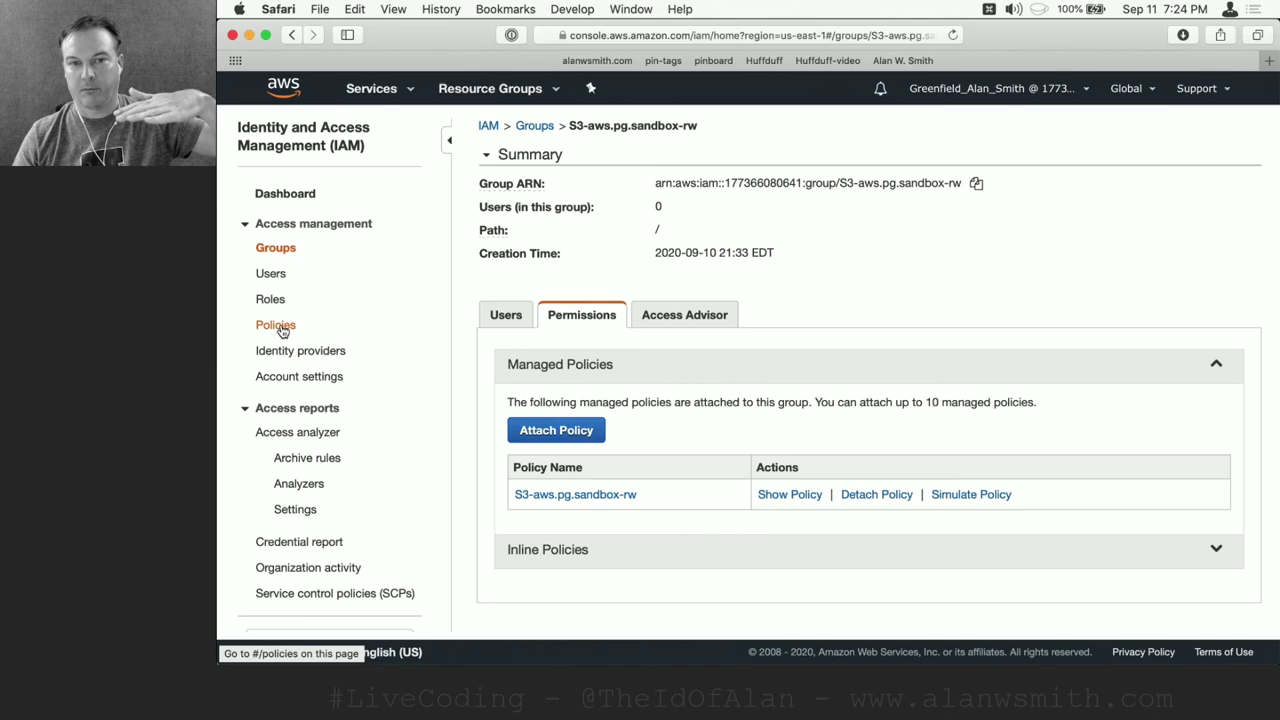 Safari File Edit View History Bookmarks Develop Window Help 100% Sep 11 7:24 PM
console.aws.amazon.com/iam/home?region=us-east-1#/groups/S3-aws.pg.sandbox-rw...
alanwsmith.com pin-tags pinboard Huffduff Huffduff-video Alan W. Smith
aws Services Resource Groups Greenfield_Alan_Smith @ 1773... Global Support
Identity and Access
Management (IAM)
Dashboard
Access management
Groups
Users
Roles
Policies
Identity providers
Account settings
Access reports
Access analyzer
Archive rules
Analyzers
Settings
Credential report
Organization activity
Service control policies (SCPs)
IAM > Groups > S3-aws.pg.sandbox-rw
Summary
Group ARN: arn:aws:iam::177366080641:group/S3-aws.pg.sandbox-rw
Users (in this group): 0
Path: /
Creation Time: 2020-09-10 21:33 EDT
Users Permissions Access Advisor
Managed Policies
The following managed policies are attached to this group. You can attach up to 10 managed policies.
Attach Policy
Policy Name Actions
S3-aws.pg.sandbox-rw Show Policy | Detach Policy | Simulate Policy
Inline Policies
Go to #/policies on this page nglish (US) © 2008 - 2020, Amazon Web Services, Inc. or its affiliates. All rights reserved. Privacy Policy Terms of Use
#LiveCoding - @TheIdOfAlan - www.alanwsmith.com